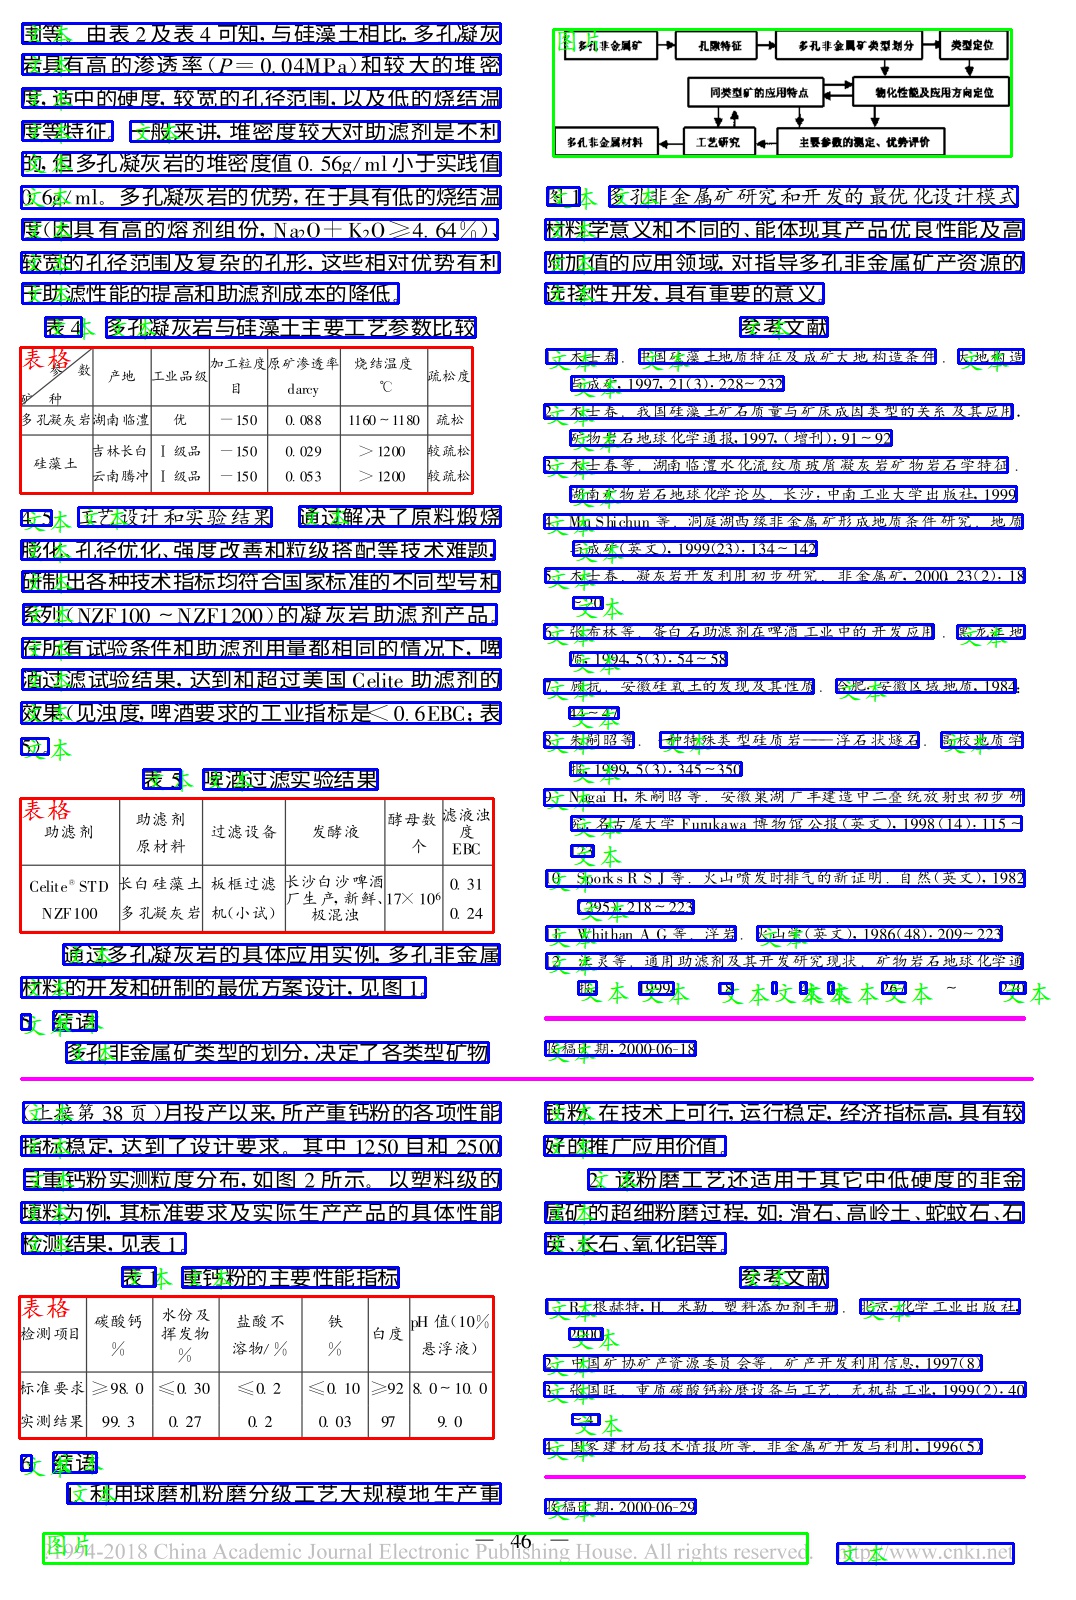 围等。 由表 2 及表 4 可知, 与硅藻土相比, 多孔凝灰
岩具有高的渗透率 (P= 0. 04MPa) 和较大的堆密
度, 适中的硬度, 较宽的孔径范围, 以及低的烧结温
度等特征。 一般来讲, 堆密度较大对助滤剂是不利
的, 但多孔凝灰岩的堆密度值 0. 56g/ ml 小于实践值
0. 6g/ ml。多孔凝灰岩的优势, 在于具有低的烧结温
度(因具有高的熔剂组份, Na₂O+ K₂O≥4. 64%)、
较宽的孔径范围及复杂的孔形, 这些相对优势有利
于助滤性能的提高和助滤剂成本的降低。
表 4 多孔凝灰岩与硅藻土主要工艺参数比较
表格
参 数
矿 种
产地 工业品级 加工粒度 目 原矿渗透率 darcy 烧结温度 ℃ 疏松度
多孔凝灰岩 湖南临澧 优 －150 0. 088 1160～1180 疏松
硅藻土 吉林长白 Ⅰ级品 －150 0. 029 ＞1200 较疏松
云南腾冲 Ⅰ级品 －150 0. 053 ＞1200 较疏松
4. 5 工艺设计和实验结果 通过解决了原料煅烧
膨化、孔径优化、强度改善和粒级搭配等技术难题,
研制出各种技术指标均符合国家标准的不同型号和
系列(NZF100 ～NZF1200)的凝灰岩助滤剂产品。
在所有试验条件和助滤剂用量都相同的情况下, 啤
酒过滤试验结果, 达到和超过美国 Celite 助滤剂的
效果(见浊度, 啤酒要求的工业指标是＜0. 6EBC; 表
5)。
表 5 啤酒过滤实验结果
表格
助滤剂 助滤剂原材料 过滤设备 发酵液 酵母数 个 滤液浊度 EBC
Celite® STD 长白硅藻土 板框过滤 长沙白沙啤酒厂生产, 新鲜、极混浊 17× 10⁶ 0. 31
NZF100 多孔凝灰岩 机(小试) 0. 24
通过多孔凝灰岩的具体应用实例, 多孔非金属
材料的开发和研制的最优方案设计, 见图 1。
5 结语
多孔非金属矿类型的划分, 决定了各类型矿物
图片
多孔非金属矿 孔隙特征 多孔非金属矿类型划分 类型定位
同类型矿的应用特点 物化性能及应用方向定位
多孔非金属材料 工艺研究 主要参数的测定、优势评价
图 1 多孔非金属矿研究和开发的最优化设计模式
材料学意义和不同的、能体现其产品优良性能及高
附加值的应用领域, 对指导多孔非金属矿产资源的
选择性开发, 具有重要的意义。
参考文献
1. 木士春. 中国硅藻土地质特征及成矿大地构造条件. 大地构造
与成矿, 1997, 21(3): 228～232
2. 木士春. 我国硅藻土矿石质量与矿床成因类型的关系及其应用.
矿物岩石地球化学通报, 1997, (增刊): 91～92
3. 木士春等. 湖南临澧水化流纹质玻屑凝灰岩矿物岩石学特征.
湖南矿物岩石地球化学论丛. 长沙: 中南工业大学出版社, 1999
4. Mu Shichun 等. 洞庭湖西缘非金属矿形成地质条件研究. 地质
与成矿(英文), 1999(23): 134～142
5. 木士春. 凝灰岩开发利用初步研究. 非金属矿, 2000, 23(2): 18
～20
6. 张布林等. 蛋白石助滤剂在啤酒工业中的开发应用. 黑龙江地
质, 1994, 5(3): 54～58
7. 顾抗. 安徽硅氧土的发现及其性质. 合肥: 安徽区域地质, 1984:
44～47
8. 朱嗣昭等. 一种特殊类型硅质岩——浮石状燧石. 高校地质学
报, 1999, 5(3): 345～350
9. Nagai H, 朱嗣昭等. 安徽巢湖厂丰建造中二叠统放射虫初步研
究. 名古屋大学 Furukawa 博物馆公报(英文), 1998(14): 115～
10. Spork s R S J 等. 火山喷发时排气的新证明. 自然(英文), 1982
(295): 218～223
11. Whithan A G 等. 浮岩. 火山学(英文), 1986(48): 209～223
12. 汪灵等. 通用助滤剂及其开发研究现状. 矿物岩石地球化学通
报, 1999, 18 267 ～ 270
收稿日期: 2000-06-18
(上接第 38 页)月投产以来, 所产重钙粉的各项性能
指标稳定, 达到了设计要求。其中 1250 目和 2500
目重钙粉实测粒度分布, 如图 2 所示。 以塑料级的
填料为例, 其标准要求及实际生产产品的具体性能
检测结果, 见表 1。
表 1 重钙粉的主要性能指标
表格
检测项目 碳酸钙 % 水份及挥发物 % 盐酸不溶物/ % 铁 % 白度 pH 值(10%悬浮液)
标准要求 ≥98. 0 ≤0. 30 ≤0. 2 ≤0. 10 ≥92 8. 0～10. 0
实测结果 99. 3 0. 27 0. 2 0. 03 97 9. 0
6 结语
1. 利用球磨机粉磨分级工艺大规模地生产重
钙粉, 在技术上可行, 运行稳定, 经济指标高, 具有较
好的推广应用价值。
2. 该粉磨工艺还适用于其它中低硬度的非金
属矿的超细粉磨过程, 如: 滑石、高岭土、蛇蚊石、石
英、长石、氧化铝等。
参考文献
1. R. 根赫特, H. 米勒. 塑料添加剂手册. 北京: 化学工业出版社,
2000
2. 中国矿协矿产资源委员会等. 矿产开发利用信息, 1997(8)
3. 张国旺. 重质碳酸钙粉磨设备与工艺. 无机盐工业, 1999(2): 40
4. 国家建材局技术情报所等. 非金属矿开发与利用, 1996(5)
收稿日期: 2000-06-29
— 46 —
图片
1994-2018 China Academic Journal Electronic Publishing House. All rights reserved. http://www.cnki.net